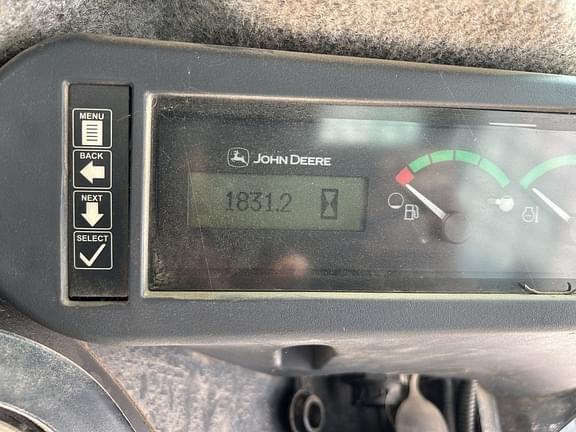 MENU
BACK
NEXT
SELECT
JOHN DEERE
1831.2